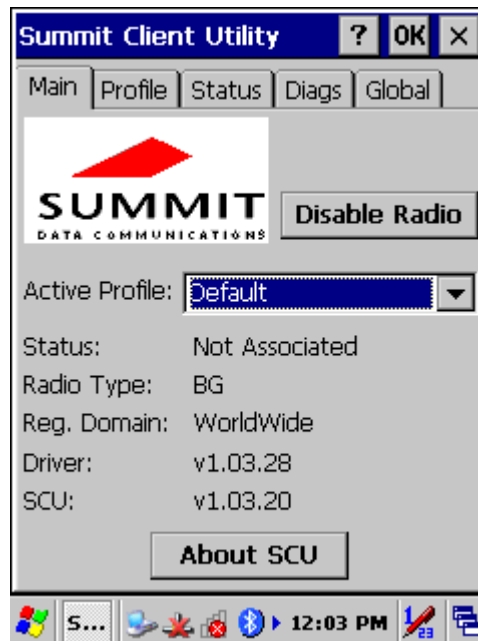 Summit Client Utility ? OK ×
Main Profile Status Diags Global
SUMMIT
DATA COMMUNICATIONS
Disable Radio
Active Profile: Default
Status: Not Associated
Radio Type: BG
Reg. Domain: WorldWide
Driver: v1.03.28
SCU: v1.03.20
About SCU
S... 12:03 PM 1/23